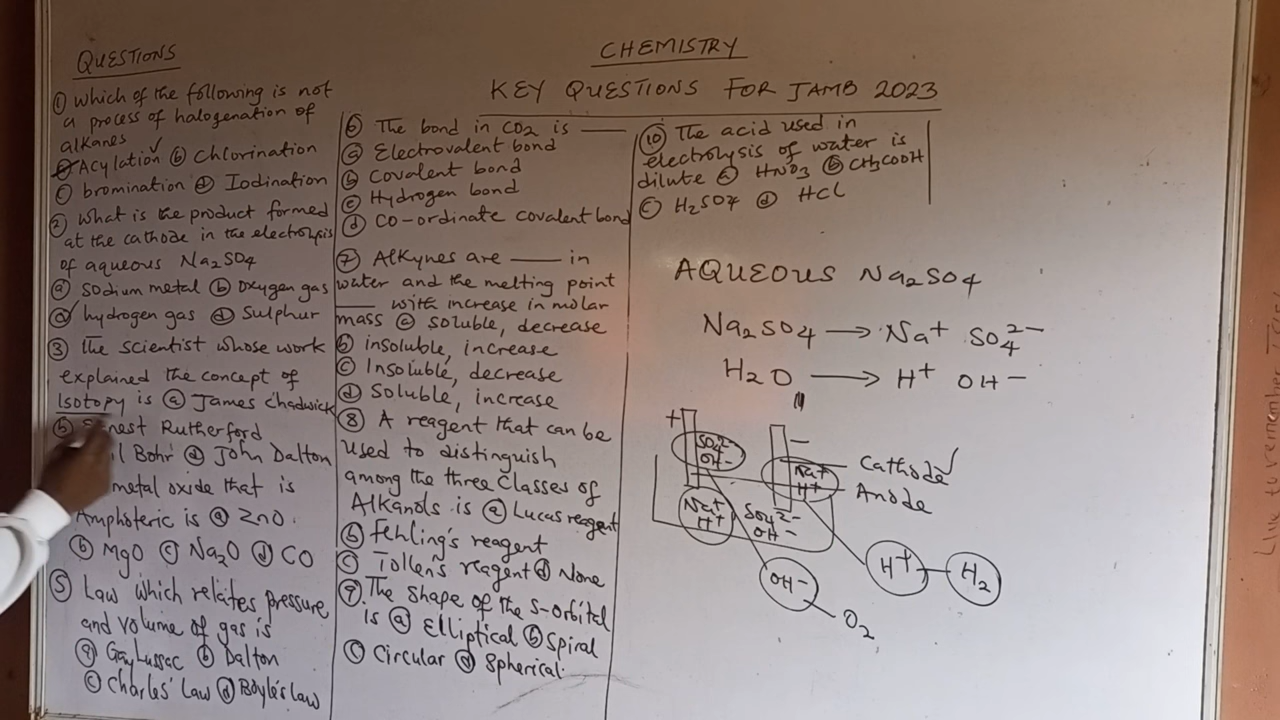 QUESTIONS
① which of the following is not
a process of halogenation of
alkanes
Acylation ⓑ Chlorination
ⓒ bromination ⓓ Iodination
② what is the product formed
at the cathode in the electrolysis
of aqueous Na2SO4
ⓐ sodium metal ⓑ oxygen gas
hydrogen gas ⓓ Sulphur
③ The scientist whose work
explained the concept of
Isotopy is ⓐ James Chadwick
ⓑ Rutherford
Bohr ⓓ John Dalton
metal oxide that is
Amphoteric is ⓐ ZnO
ⓑ MgO ⓒ Na2O ⓓ CO
⑤ Law which relates pressure
and volume of gas is
ⓐ Gay Lussac ⓑ Dalton
ⓒ Charles' Law ⓓ Boyle's Law
CHEMISTRY
KEY QUESTIONS FOR JAMB 2023
⑥ The bond in CO2 is ___
ⓐ Electrovalent bond
ⓑ Covalent bond
ⓒ Hydrogen bond
ⓓ CO-ordinate covalent bond
⑦ Alkynes are ___ in
water and the melting point
___ with increase in molar
mass ⓐ soluble, decrease
ⓑ insoluble, increase
ⓒ Insoluble, decrease
ⓓ Soluble, increase
⑧ A reagent that can be
used to distinguish
among the three classes of
Alkanols is ⓐ Lucas reagent
ⓑ Fehling's reagent
ⓒ Tollen's reagent ⓓ None
⑨ The shape of the s-orbital
is ⓐ Elliptical ⓑ Spiral
ⓒ Circular ⓓ Spherical
⑩ The acid used in
electrolysis of water is
dilute ⓐ HNO3 ⓑ CH3COOH
ⓒ H2SO4 ⓓ HCl
AQUEOUS Na2SO4
Na2SO4 → Na+ SO4 2-
H2O → H+ OH-
+
SO4 2-
OH-
-
Na+
H+
Cathode
Anode
Na+
H+
SO4 2-
OH-
OH-
O2
H+
H2